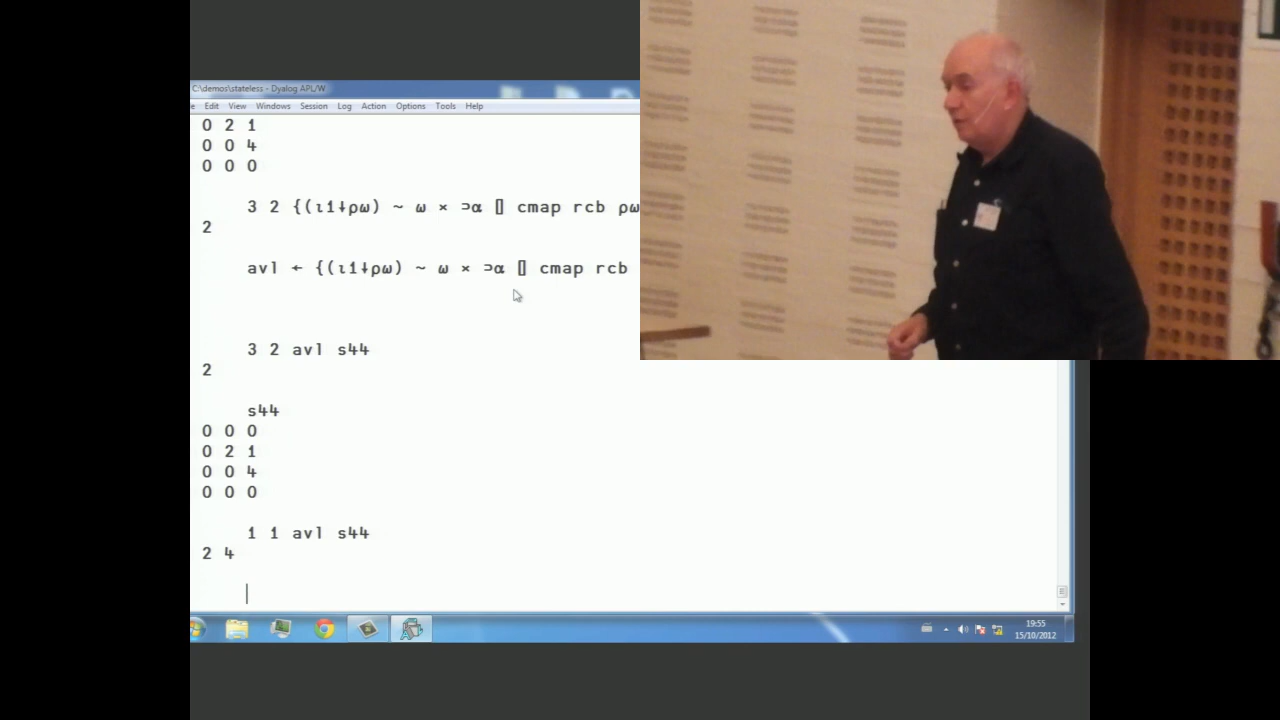 C:\demos\stateless - Dyalog APL/W
Edit View Windows Session Log Action Options Tools Help
0 2 1
0 0 4
0 0 0
3 2 {(⍳1↓⍴⍵) ~ ⍵ × ⊃⍺ ⌷ cmap rcb ⍴⍵
2
avl ← {(⍳1↓⍴⍵) ~ ⍵ × ⊃⍺ ⌷ cmap rcb
3 2 avl s44
2
s44
0 0 0
0 2 1
0 0 4
0 0 0
1 1 avl s44
2 4
19:55
15/10/2012